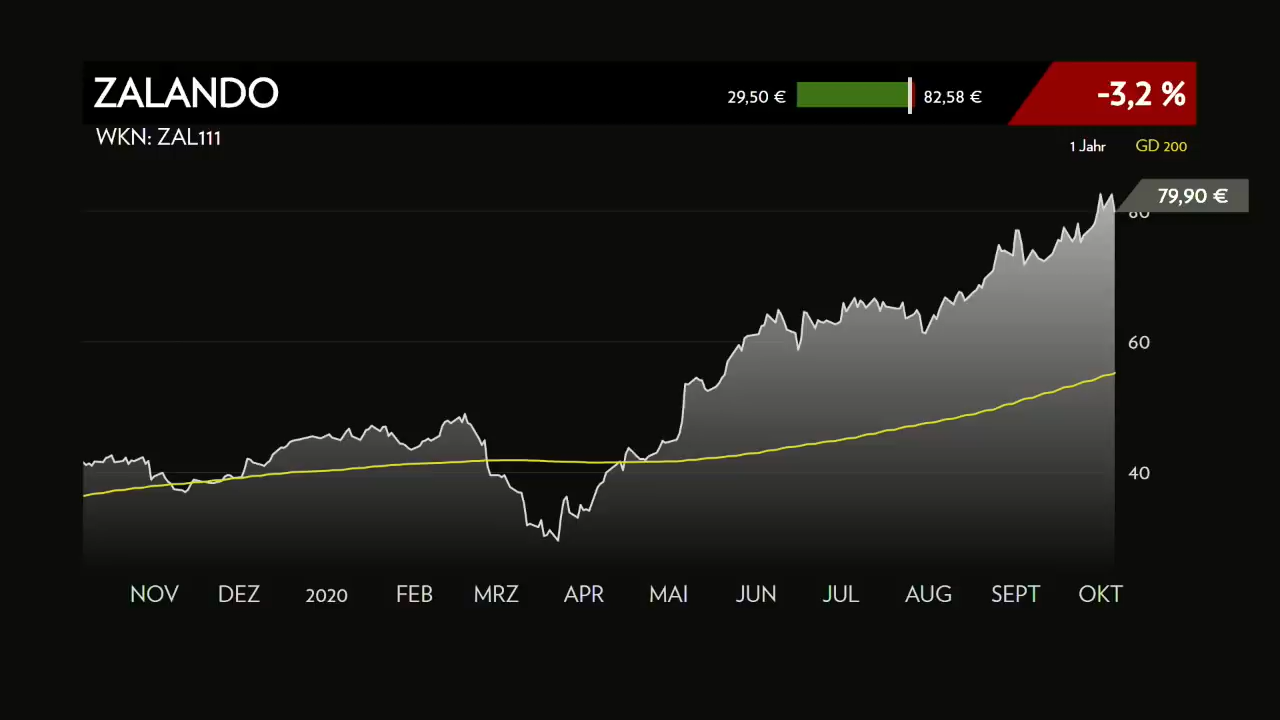 ZALANDO
29,50 €
82,58 €
-3,2 %
WKN: ZAL111
1 Jahr
GD 200
79,90 €
80
60
40
NOV DEZ 2020 FEB MRZ APR MAI JUN JUL AUG SEPT OKT